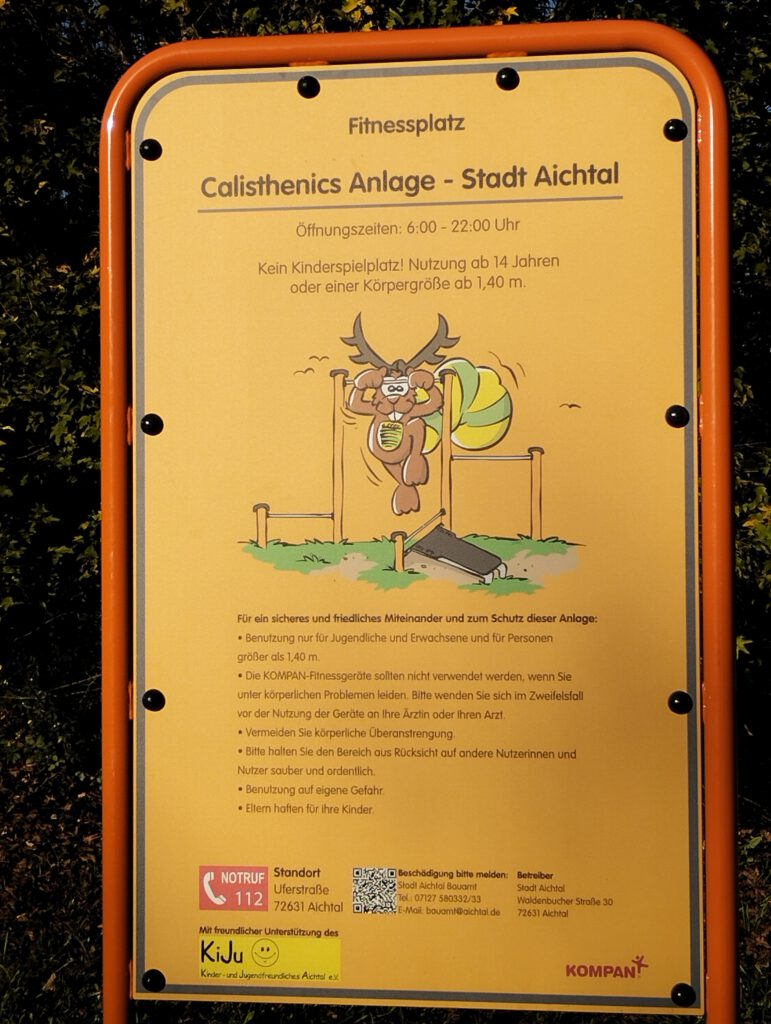 Fitnessplatz
Calisthenics Anlage - Stadt Aichtal
Öffnungszeiten: 6:00 - 22:00 Uhr
Kein Kinderspielplatz! Nutzung ab 14 Jahren
oder einer Körpergröße ab 1,40 m.
Für ein sicheres und friedliches Miteinander und zum Schutz dieser Anlage:
• Benutzung nur für Jugendliche und Erwachsene und für Personen
größer als 1,40 m.
• Die KOMPAN-Fitnessgeräte sollten nicht verwendet werden, wenn Sie
unter körperlichen Problemen leiden. Bitte wenden Sie sich im Zweifelsfall
vor der Nutzung der Geräte an Ihre Ärztin oder Ihren Arzt.
• Vermeiden Sie körperliche Überanstrengung.
• Bitte halten Sie den Bereich aus Rücksicht auf andere Nutzerinnen und
Nutzer sauber und ordentlich.
• Benutzung auf eigene Gefahr.
• Eltern haften für ihre Kinder.
NOTRUF
112
Standort
Uferstraße
72631 Aichtal
Beschädigung bitte melden:
Stadt Aichtal Bauamt
Tel.: 07127 580332/33
E-Mail. bauamt@aichtal.de
Betreiber
Stadt Aichtal
Waldenbucher Straße 30
72631 Aichtal
Mit freundlicher Unterstützung des
KiJu
Kinder- und Jugendfreundliches Aichtal e.V.
KOMPAN